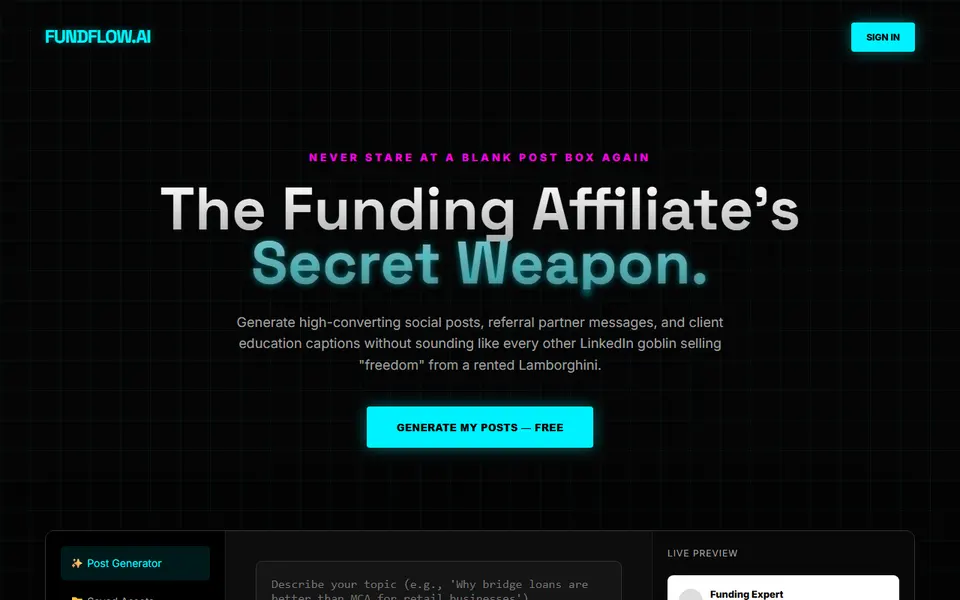 FUNDFLOW.AI
SIGN IN
NEVER STARE AT A BLANK POST BOX AGAIN
The Funding Affiliate's
Secret Weapon.
Generate high-converting social posts, referral partner messages, and client
education captions without sounding like every other LinkedIn goblin selling
"freedom" from a rented Lamborghini.
GENERATE MY POSTS — FREE
✨ Post Generator
Saved Assets
Describe your topic (e.g., 'Why bridge loans are
better than MCA for retail businesses')
LIVE PREVIEW
Funding Expert